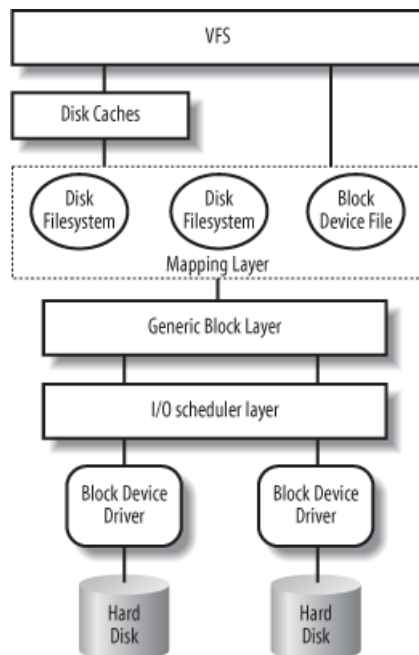 VFS
Disk Caches
Disk
Filesystem
Disk
Filesystem
Block
Device File
Mapping Layer
Generic Block Layer
I/O scheduler layer
Block Device
Driver
Block Device
Driver
Hard
Disk
Hard
Disk